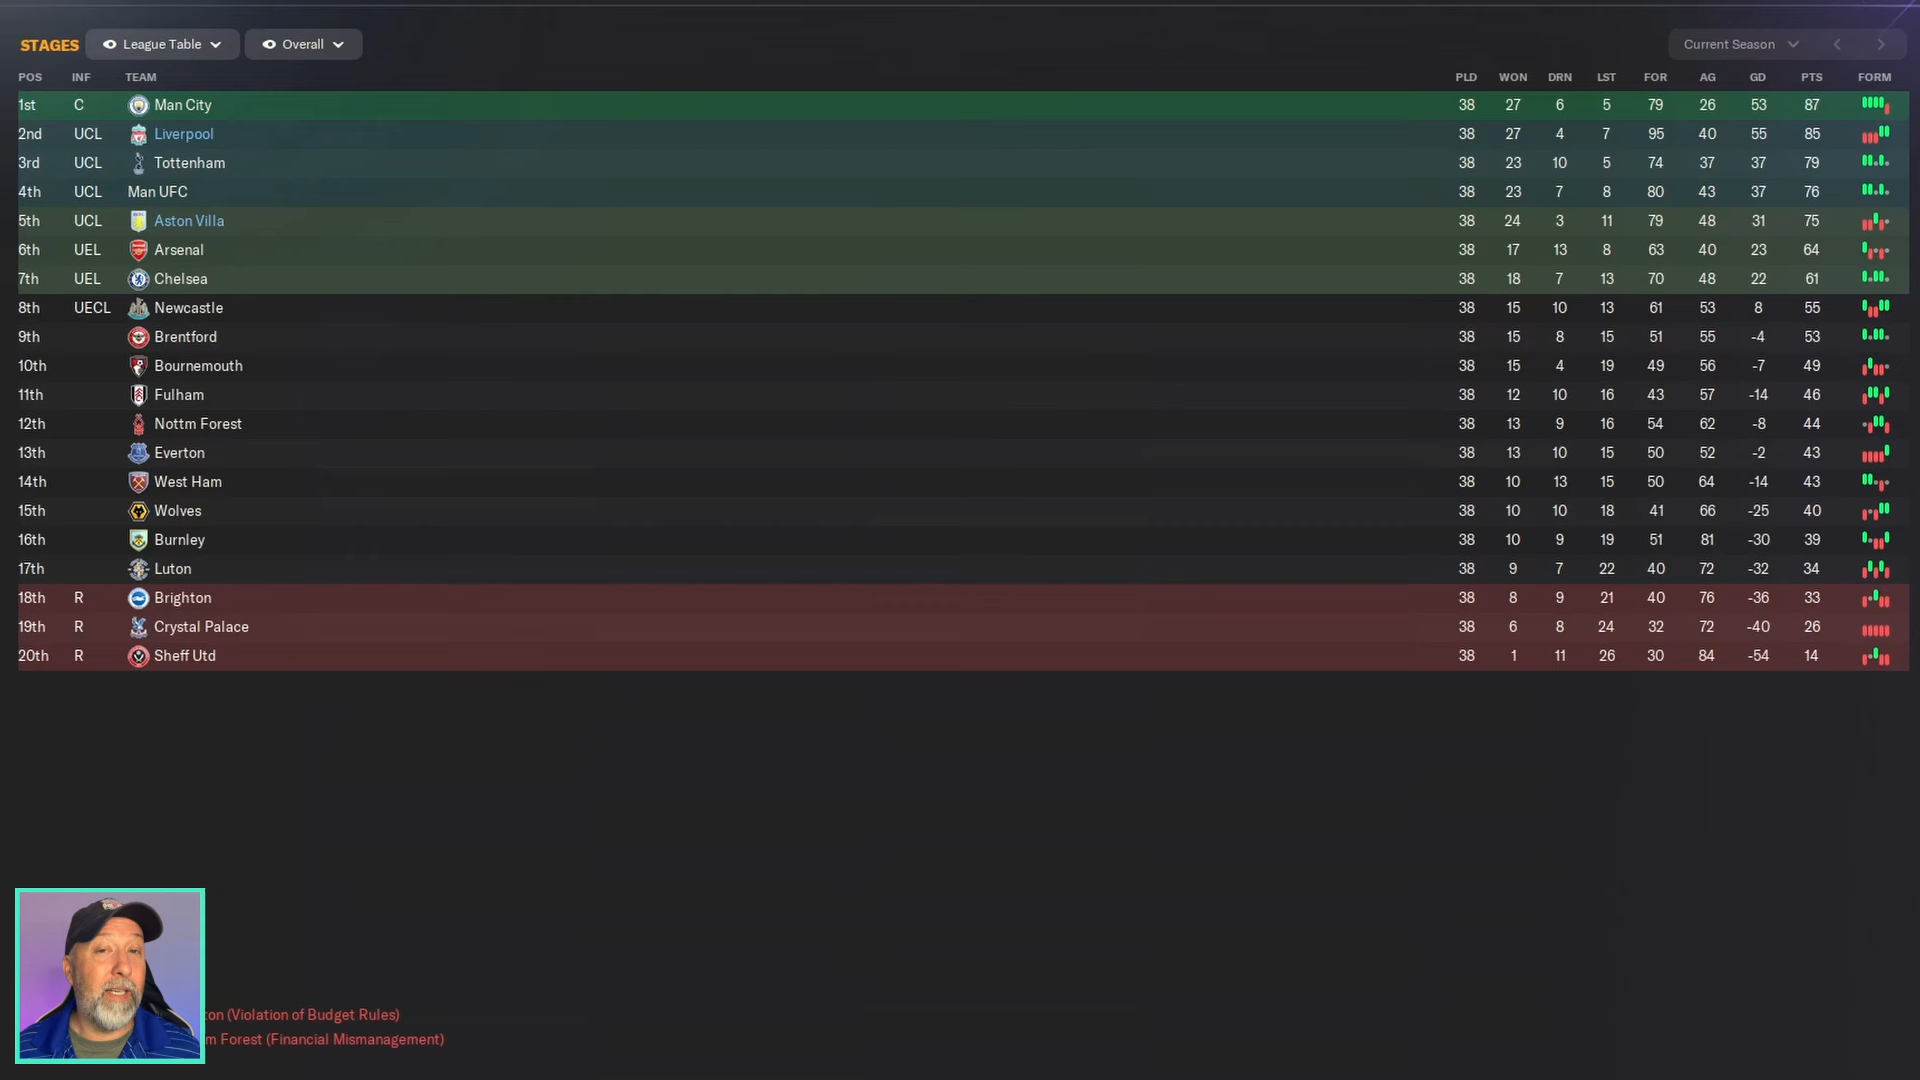 STAGES League Table Overall Current Season
POS INF TEAM PLD WON DRN LST FOR AG GD PTS FORM
1st C Man City 38 27 6 5 79 26 53 87
2nd UCL Liverpool 38 27 4 7 95 40 55 85
3rd UCL Tottenham 38 23 10 5 74 37 37 79
4th UCL Man UFC 38 23 7 8 80 43 37 76
5th UCL Aston Villa 38 24 3 11 79 48 31 75
6th UEL Arsenal 38 17 13 8 63 40 23 64
7th UEL Chelsea 38 18 7 13 70 48 22 61
8th UECL Newcastle 38 15 10 13 61 53 8 55
9th Brentford 38 15 8 15 51 55 -4 53
10th Bournemouth 38 15 4 19 49 56 -7 49
11th Fulham 38 12 10 16 43 57 -14 46
12th Nottm Forest 38 13 9 16 54 62 -8 44
13th Everton 38 13 10 15 50 52 -2 43
14th West Ham 38 10 13 15 50 64 -14 43
15th Wolves 38 10 10 18 41 66 -25 40
16th Burnley 38 10 9 19 51 81 -30 39
17th Luton 38 9 7 22 40 72 -32 34
18th R Brighton 38 8 9 21 40 76 -36 33
19th R Crystal Palace 38 6 8 24 32 72 -40 26
20th R Sheff Utd 38 1 11 26 30 84 -54 14
ton (Violation of Budget Rules)
m Forest (Financial Mismanagement)